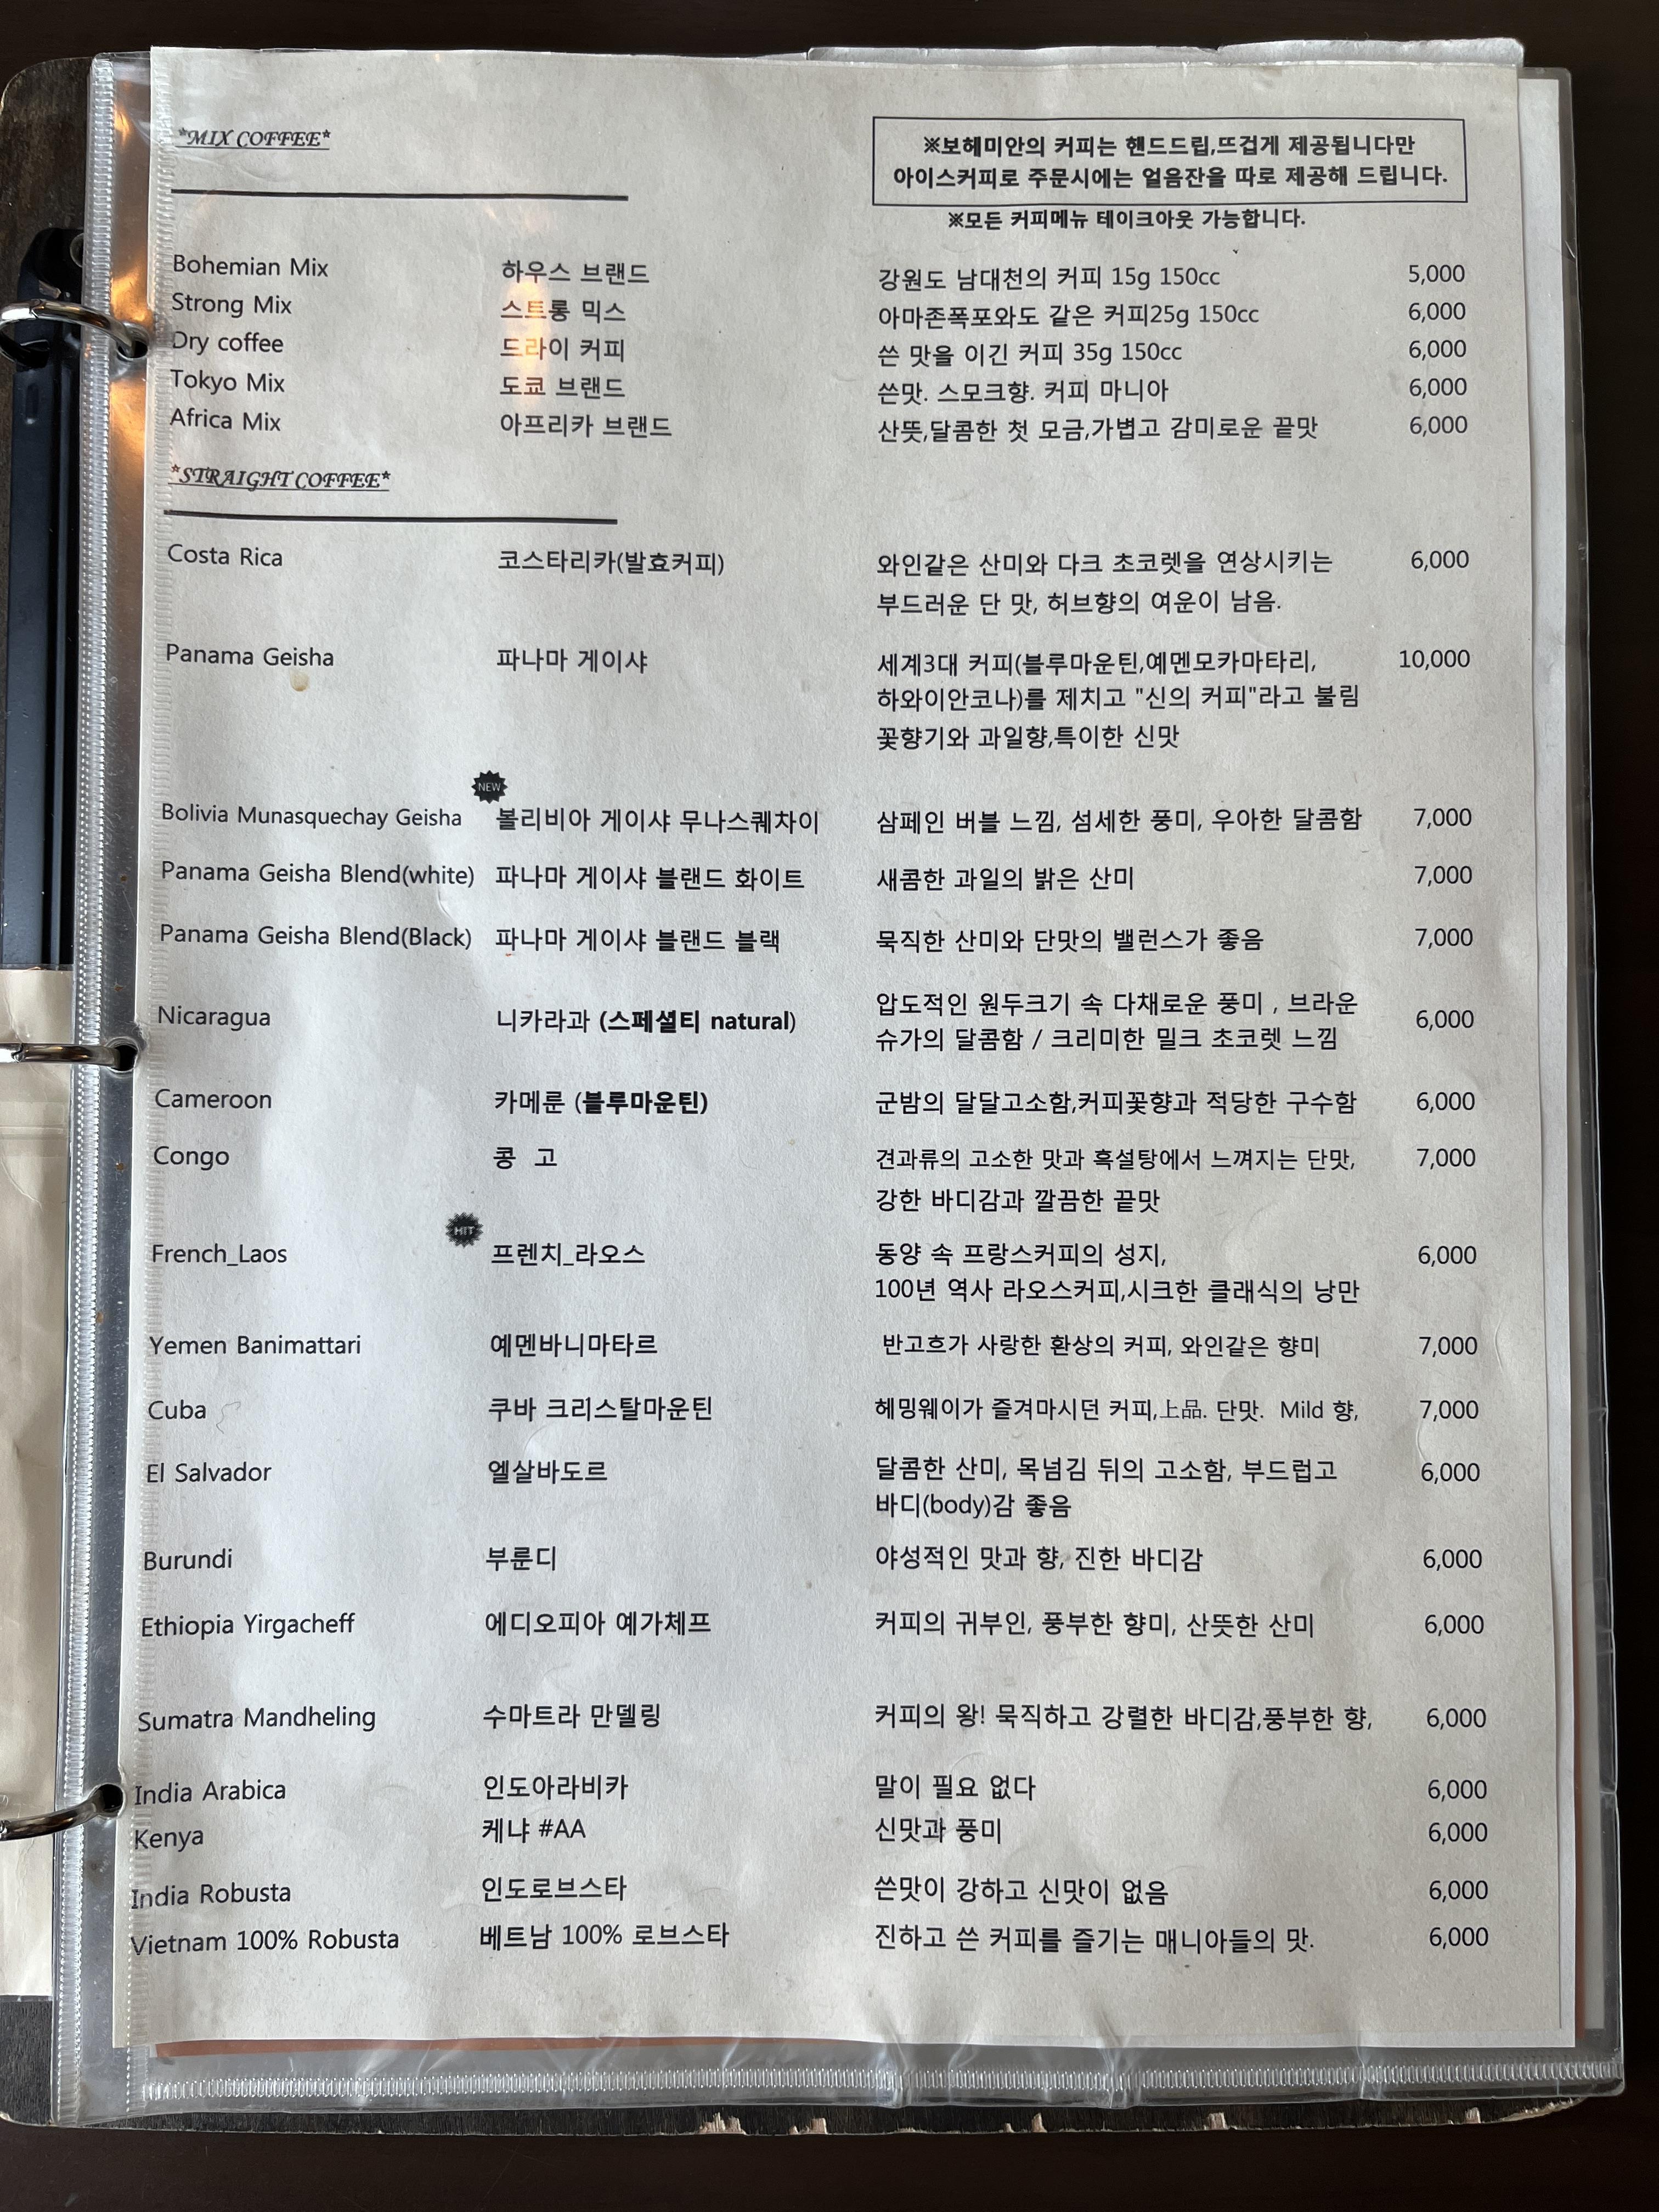 *MIX COFFEE*
※보헤미안의 커피는 핸드드립,뜨겁게 제공됩니다만
아이스커피로 주문시에는 얼음잔을 따로 제공해 드립니다.
※모든 커피메뉴 테이크아웃 가능합니다.
Bohemian Mix 하우스 브랜드 강원도 남대천의 커피 15g 150cc 5,000
Strong Mix 스트롱 믹스 아마존폭포와도 같은 커피25g 150cc 6,000
Dry coffee 드라이 커피 쓴 맛을 이긴 커피 35g 150cc 6,000
Tokyo Mix 도쿄 브랜드 쓴맛. 스모크향. 커피 마니아 6,000
Africa Mix 아프리카 브랜드 산뜻,달콤한 첫 모금,가볍고 감미로운 끝맛 6,000
*STRAIGHT COFFEE*
Costa Rica 코스타리카(발효커피) 와인같은 산미와 다크 초코렛을 연상시키는 6,000
부드러운 단 맛, 허브향의 여운이 남음.
Panama Geisha 파나마 게이샤 세계3대 커피(블루마운틴,예멘모카마타리, 10,000
하와이안코나)를 제치고 "신의 커피"라고 불림
꽃향기와 과일향,특이한 신맛
NEW
Bolivia Munasquechay Geisha 볼리비아 게이샤 무나스퀘차이 삼페인 버블 느낌, 섬세한 풍미, 우아한 달콤함 7,000
Panama Geisha Blend(white) 파나마 게이샤 블랜드 화이트 새콤한 과일의 밝은 산미 7,000
Panama Geisha Blend(Black) 파나마 게이샤 블랜드 블랙 묵직한 산미와 단맛의 밸런스가 좋음 7,000
Nicaragua 니카라과 (스페셜티 natural) 압도적인 원두크기 속 다채로운 풍미 , 브라운 6,000
슈가의 달콤함 / 크리미한 밀크 초코렛 느낌
Cameroon 카메룬 (블루마운틴) 군밤의 달달고소함,커피꽃향과 적당한 구수함 6,000
Congo 콩 고 견과류의 고소한 맛과 흑설탕에서 느껴지는 단맛, 7,000
강한 바디감과 깔끔한 끝맛
HIT
French_Laos 프렌치_라오스 동양 속 프랑스커피의 성지, 6,000
100년 역사 라오스커피,시크한 클래식의 낭만
Yemen Banimattari 예멘바니마타르 반고흐가 사랑한 환상의 커피, 와인같은 향미 7,000
Cuba 쿠바 크리스탈마운틴 헤밍웨이가 즐겨마시던 커피,上品. 단맛. Mild 향, 7,000
El Salvador 엘살바도르 달콤한 산미, 목넘김 뒤의 고소함, 부드럽고 6,000
바디(body)감 좋음
Burundi 부룬디 야성적인 맛과 향, 진한 바디감 6,000
Ethiopia Yirgacheff 에디오피아 예가체프 커피의 귀부인, 풍부한 향미, 산뜻한 산미 6,000
Sumatra Mandheling 수마트라 만델링 커피의 왕! 묵직하고 강렬한 바디감,풍부한 향, 6,000
India Arabica 인도아라비카 말이 필요 없다 6,000
Kenya 케냐 #AA 신맛과 풍미 6,000
India Robusta 인도로브스타 쓴맛이 강하고 신맛이 없음 6,000
Vietnam 100% Robusta 베트남 100% 로브스타 진하고 쓴 커피를 즐기는 매니아들의 맛. 6,000